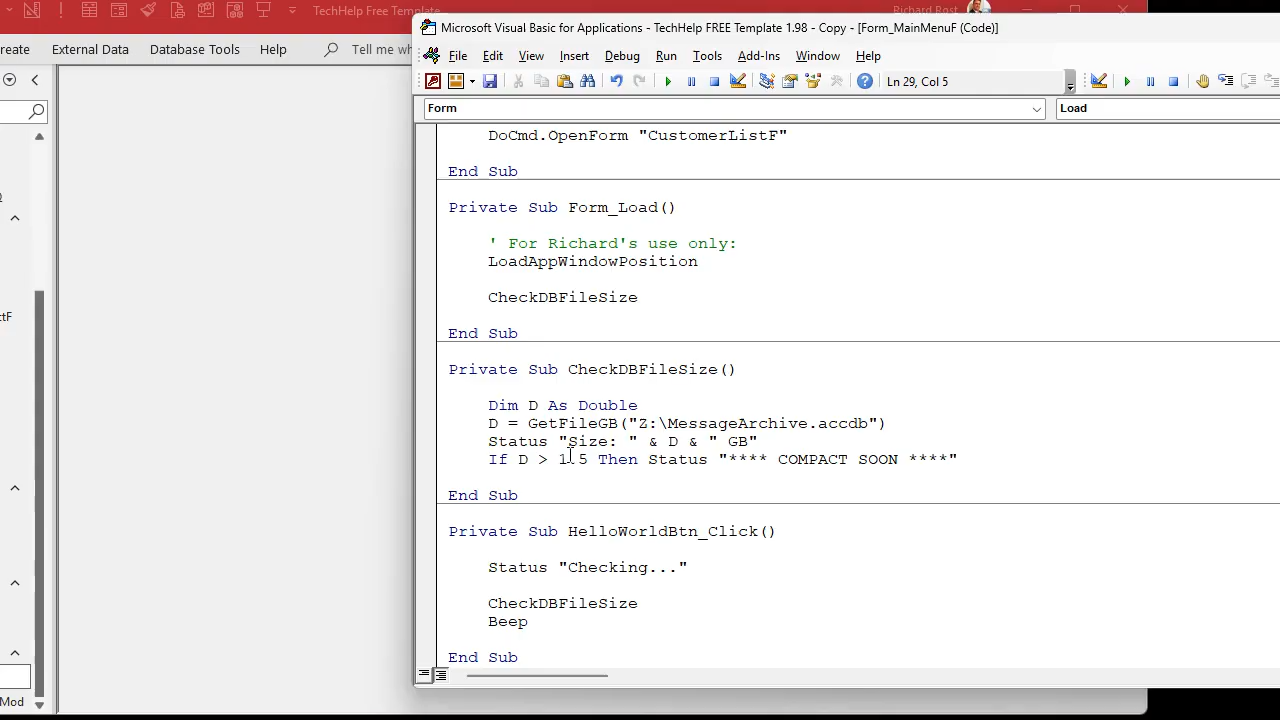 TechHelp Free Template
Richard Rost
Microsoft Visual Basic for Applications - TechHelp FREE Template 1.98 - Copy - [Form_MainMenuF (Code)]
reate External Data Database Tools Help Tell me wh
File Edit View Insert Debug Run Tools Add-Ins Window Help
Ln 29, Col 5
Form Load
DoCmd.OpenForm "CustomerListF"
End Sub
Private Sub Form_Load()
' For Richard's use only:
LoadAppWindowPosition
CheckDBFileSize
ctF
End Sub
Private Sub CheckDBFileSize()
Dim D As Double
D = GetFileGB("Z:\MessageArchive.accdb")
Status "Size: " & D & " GB"
If D > 1.5 Then Status "**** COMPACT SOON ****"
End Sub
Private Sub HelloWorldBtn_Click()
Status "Checking..."
CheckDBFileSize
Beep
End Sub
Mod